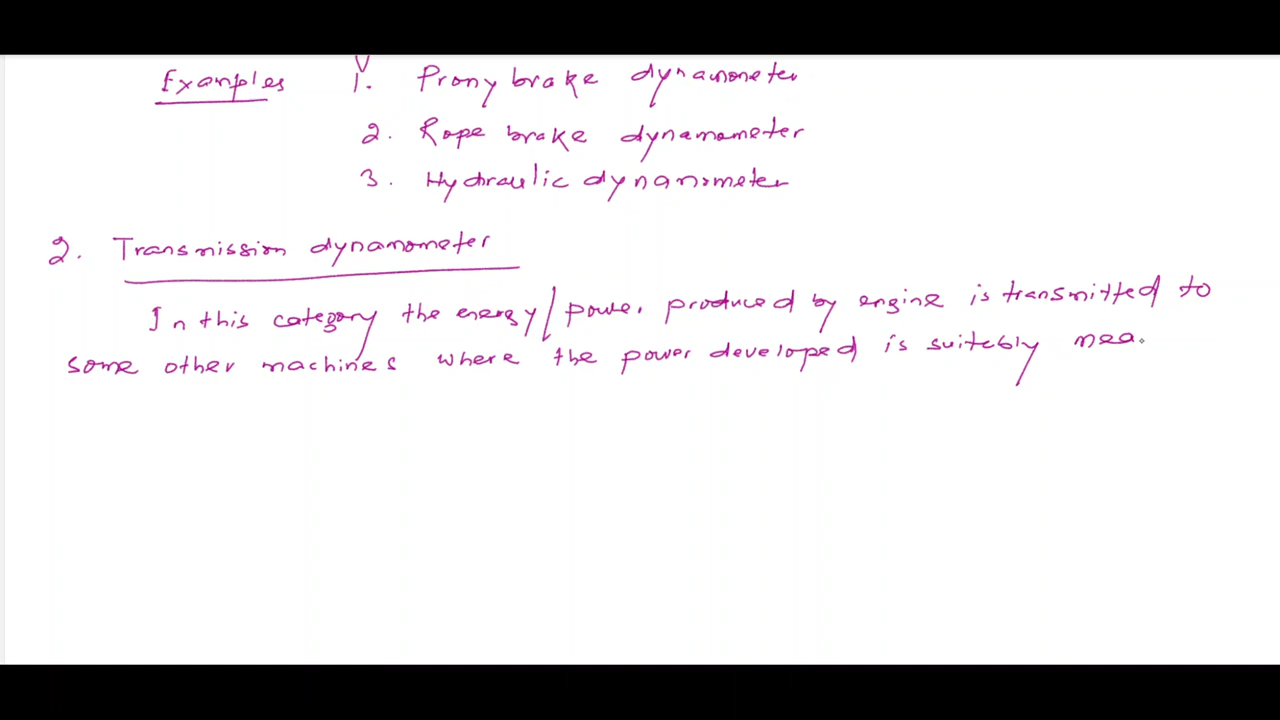 Examples 1. Prony brake dynamometer
2. Rope brake dynamometer
3. Hydraulic dynamometer
2. Transmission dynamometer
In this category the energy/power produced by engine is transmitted to
some other machines where the power developed is suitebly mea